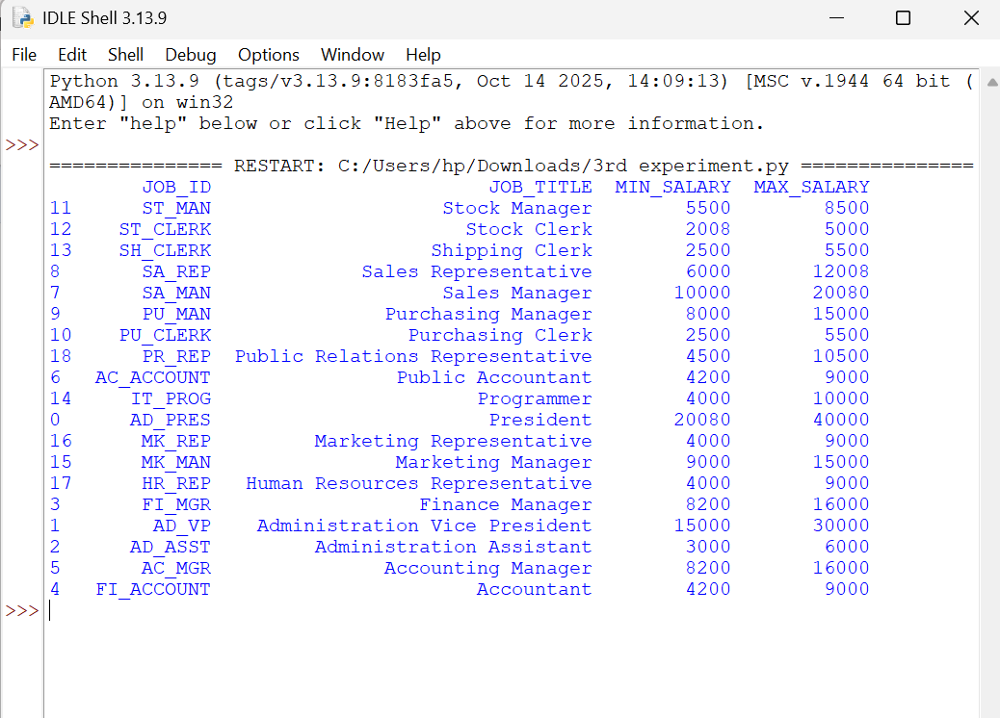 IDLE Shell 3.13.9
File Edit Shell Debug Options Window Help
Python 3.13.9 (tags/v3.13.9:8183fa5, Oct 14 2025, 14:09:13) [MSC v.1944 64 bit (
AMD64)] on win32
Enter "help" below or click "Help" above for more information.
>>>
=============== RESTART: C:/Users/hp/Downloads/3rd experiment.py ===============
        JOB_ID                        JOB_TITLE  MIN_SALARY  MAX_SALARY
11      ST_MAN                    Stock Manager        5500        8500
12    ST_CLERK                      Stock Clerk        2008        5000
13    SH_CLERK                   Shipping Clerk        2500        5500
8       SA_REP             Sales Representative        6000       12008
7       SA_MAN                    Sales Manager       10000       20080
9       PU_MAN               Purchasing Manager        8000       15000
10    PU_CLERK                 Purchasing Clerk        2500        5500
18      PR_REP  Public Relations Representative        4500       10500
6   AC_ACCOUNT                Public Accountant        4200        9000
14     IT_PROG                       Programmer        4000       10000
0      AD_PRES                        President       20080       40000
16      MK_REP         Marketing Representative        4000        9000
15      MK_MAN                Marketing Manager        9000       15000
17      HR_REP   Human Resources Representative        4000        9000
3       FI_MGR                  Finance Manager        8200       16000
1        AD_VP    Administration Vice President       15000       30000
2      AD_ASST         Administration Assistant        3000        6000
5       AC_MGR               Accounting Manager        8200       16000
4   FI_ACCOUNT                       Accountant        4200        9000
>>>